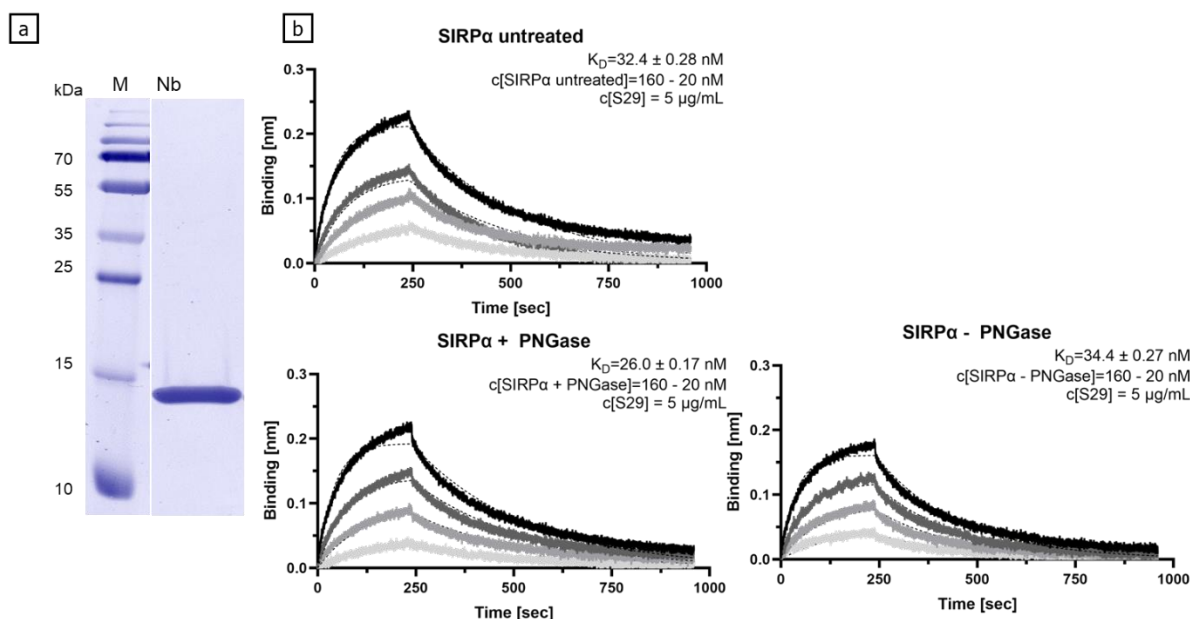 a
kDa
M
Nb
70
55
35
25
15
10
b
SIRPα untreated
K_D=32.4 ± 0.28 nM
c[SIRPα untreated]=160 - 20 nM
c[S29] = 5 µg/mL
Binding [nm]
0.3
0.2
0.1
0.0
0 250 500 750 1000
Time [sec]
SIRPα + PNGase
K_D=26.0 ± 0.17 nM
c[SIRPα + PNGase]=160 - 20 nM
c[S29] = 5 µg/mL
Binding [nm]
0.3
0.2
0.1
0.0
0 250 500 750 1000
Time [sec]
SIRPα - PNGase
K_D=34.4 ± 0.27 nM
c[SIRPα - PNGase]=160 - 20 nM
c[S29] = 5 µg/mL
Binding [nm]
0.3
0.2
0.1
0.0
0 250 500 750 1000
Time [sec]